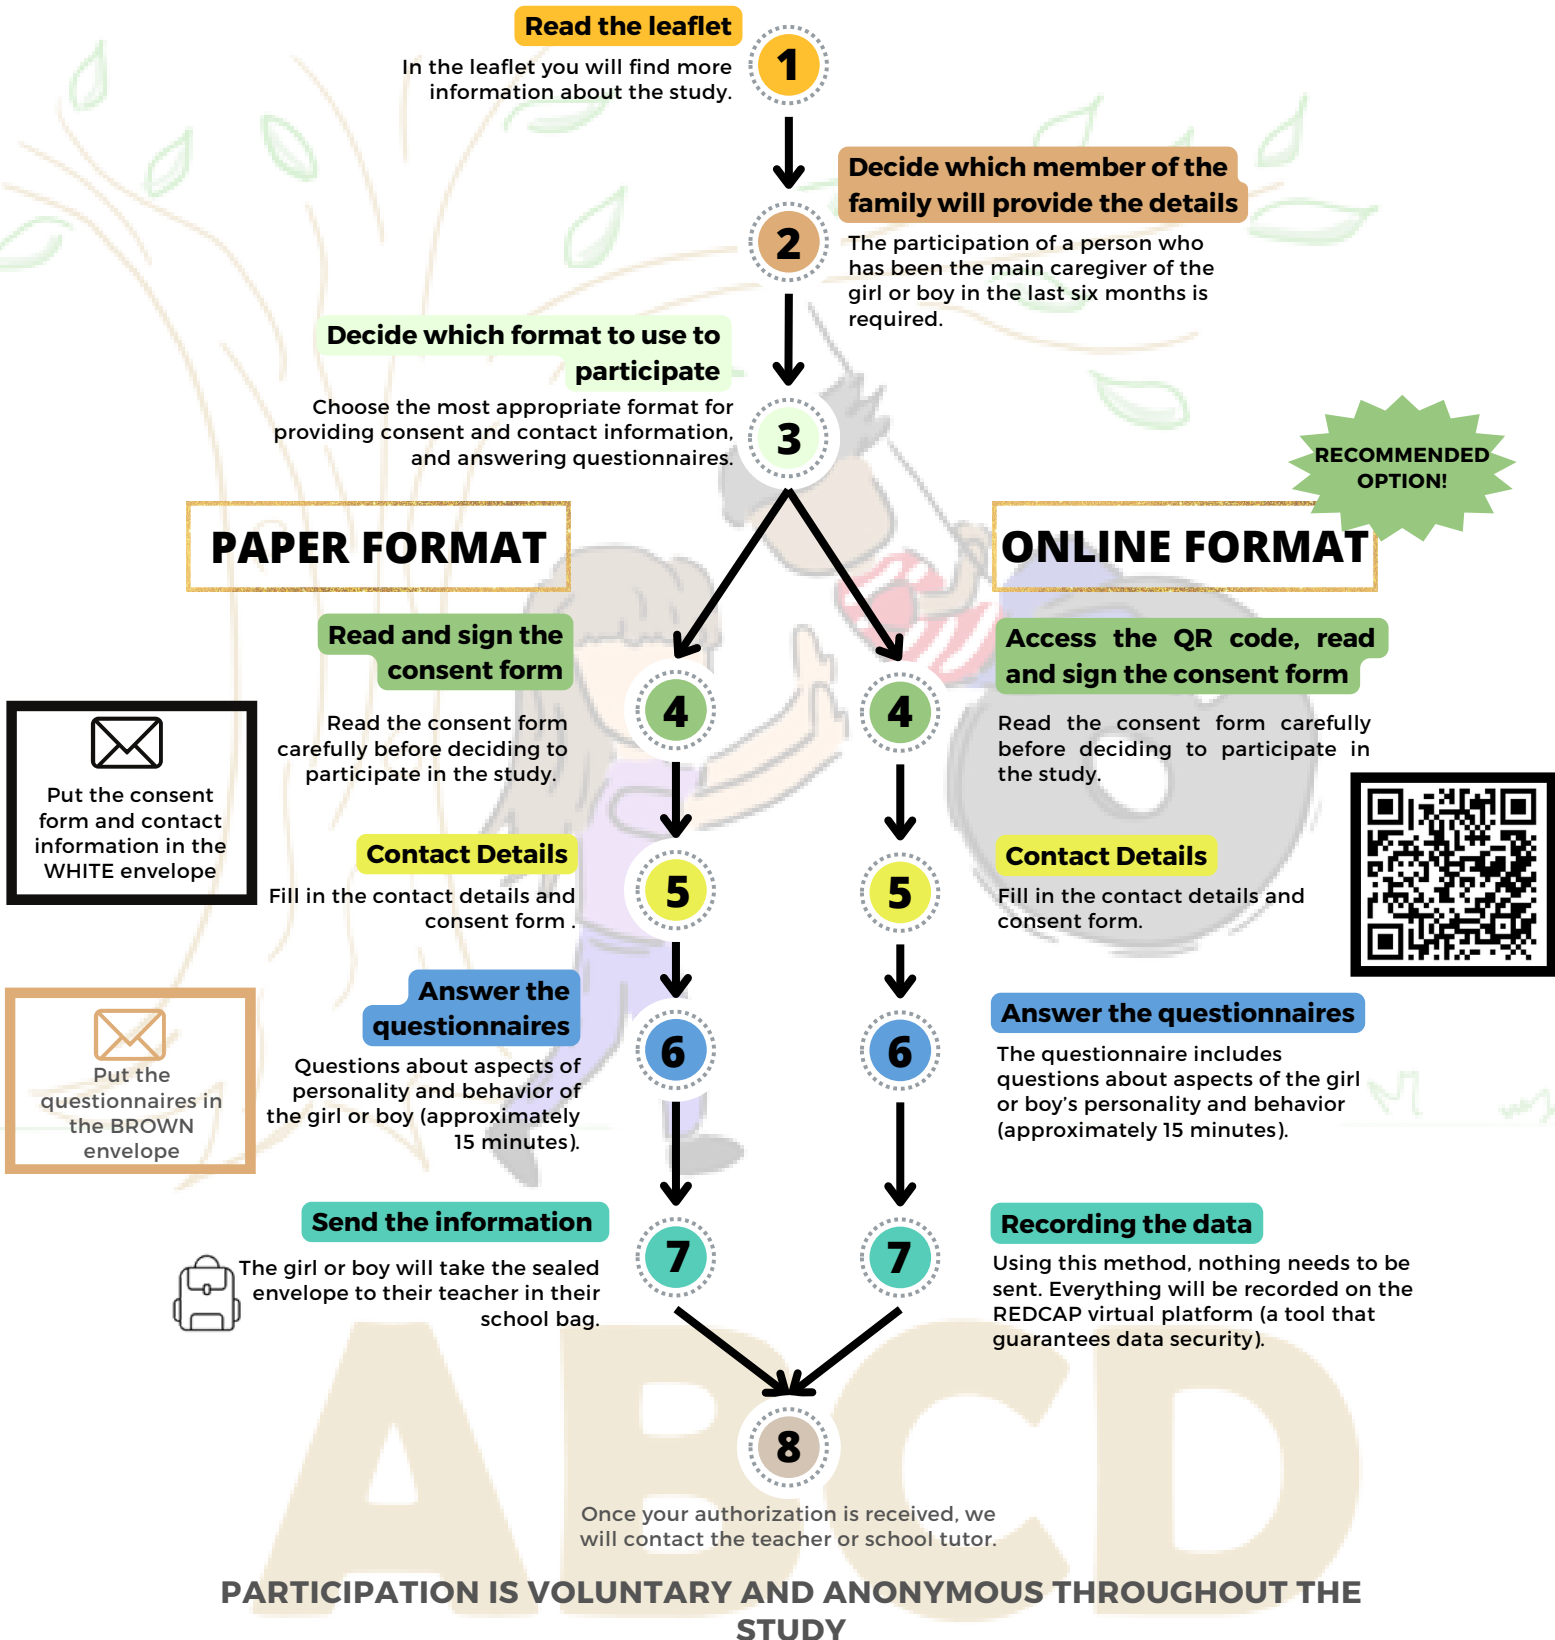 Read the leaflet
In the leaflet you will find more
information about the study.
1
Decide which member of the
family will provide the details
2
The participation of a person who
has been the main caregiver of the
girl or boy in the last six months is
required.
Decide which format to use to
participate
Choose the most appropriate format for
providing consent and contact information,
and answering questionnaires.
3
RECOMMENDED
OPTION!
PAPER FORMAT
Read and sign the
consent form
4
Read the consent form
carefully before deciding to
participate in the study.
Put the consent
form and contact
information in the
WHITE envelope
Contact Details
5
Fill in the contact details and
consent form .
Answer the
questionnaires
6
Questions about aspects of
personality and behavior of
the girl or boy (approximately
15 minutes).
Put the
questionnaires in
the BROWN
envelope
Send the information
7
The girl or boy will take the sealed
envelope to their teacher in their
school bag.
ONLINE FORMAT
Access the QR code, read
and sign the consent form
4
Read the consent form carefully
before deciding to participate in
the study.
Contact Details
5
Fill in the contact details and
consent form.
Answer the questionnaires
6
The questionnaire includes
questions about aspects of the girl
or boy's personality and behavior
(approximately 15 minutes).
Recording the data
7
Using this method, nothing needs to be
sent. Everything will be recorded on the
REDCAP virtual platform (a tool that
guarantees data security).
8
Once your authorization is received, we
will contact the teacher or school tutor.
ABCD
PARTICIPATION IS VOLUNTARY AND ANONYMOUS THROUGHOUT THE
STUDY